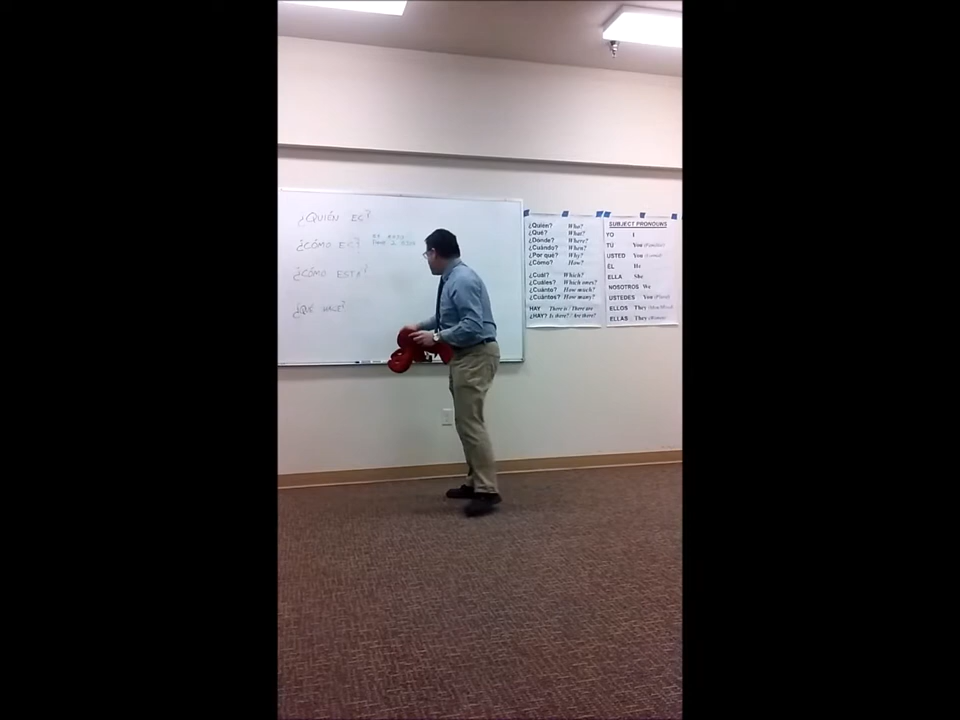 ¿QUIÉN ES?
¿CÓMO ES?
¿CÓMO ESTÁ?
¿QUÉ HACE?
¿Quién? Who?
¿Qué? What?
¿Dónde? Where?
¿Cuándo? When?
¿Por qué? Why?
¿Cómo? How?
¿Cuál? Which?
¿Cuáles? Which ones?
¿Cuánto? How much?
¿Cuántos? How many?
HAY There is / There are
¿HAY? Is there? / Are there?
SUBJECT PRONOUNS
YO I
TÚ You (Familiar)
USTED You (Formal)
ÉL He
ELLA She
NOSOTROS We
USTEDES You (Plural)
ELLOS They
ELLAS They